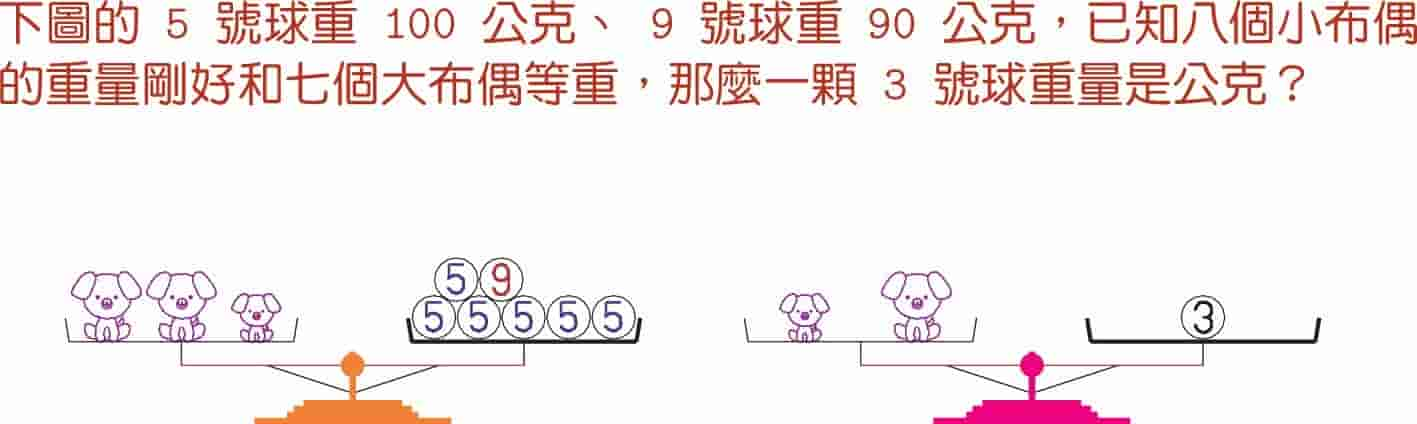 下圖的 5 號球重 100 公克、 9 號球重 90 公克，已知八個小布偶
的重量剛好和七個大布偶等重，那麼一顆 3 號球重量是公克？
5 9
5 5 5 5 5
3